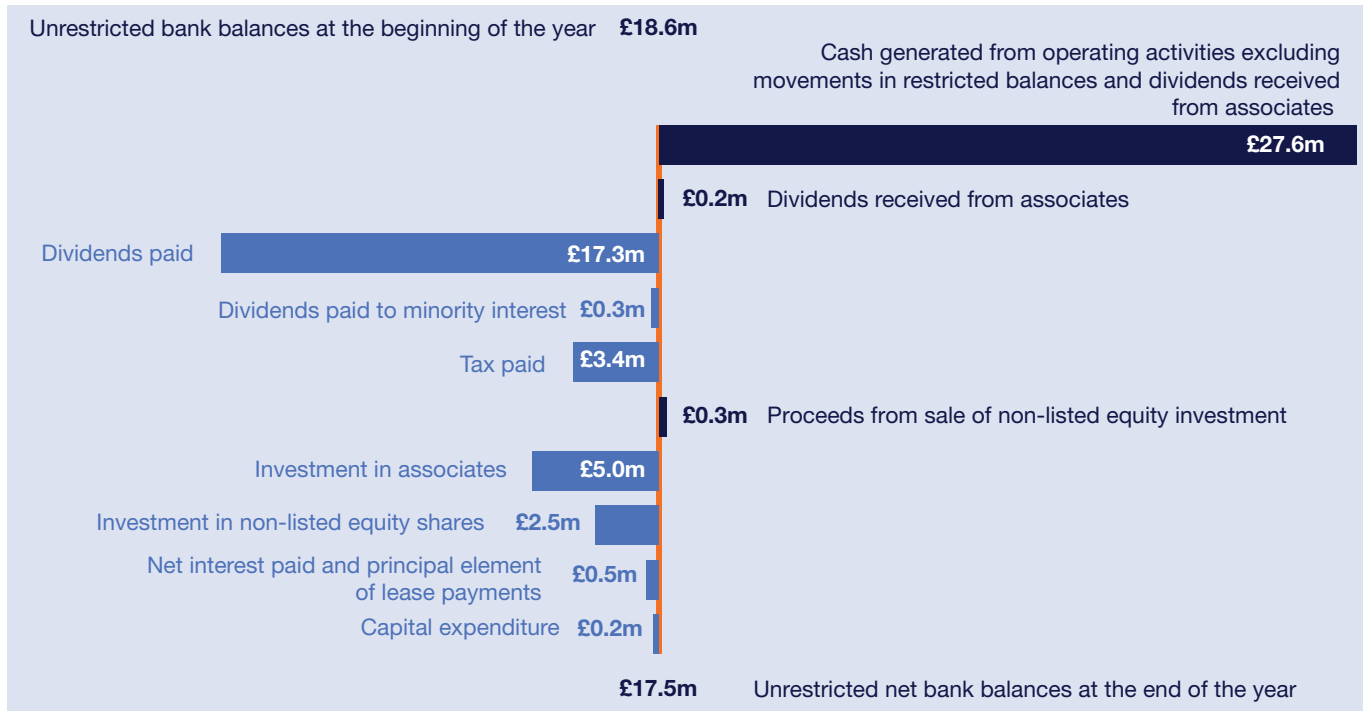 Unrestricted bank balances at the beginning of the year £18.6m
Cash generated from operating activities excluding
movements in restricted balances and dividends received
from associates
£27.6m
£0.2m Dividends received from associates
Dividends paid £17.3m
Dividends paid to minority interest £0.3m
Tax paid £3.4m
£0.3m Proceeds from sale of non-listed equity investment
Investment in associates £5.0m
Investment in non-listed equity shares £2.5m
Net interest paid and principal element
of lease payments
£0.5m
Capital expenditure £0.2m
£17.5m Unrestricted net bank balances at the end of the year